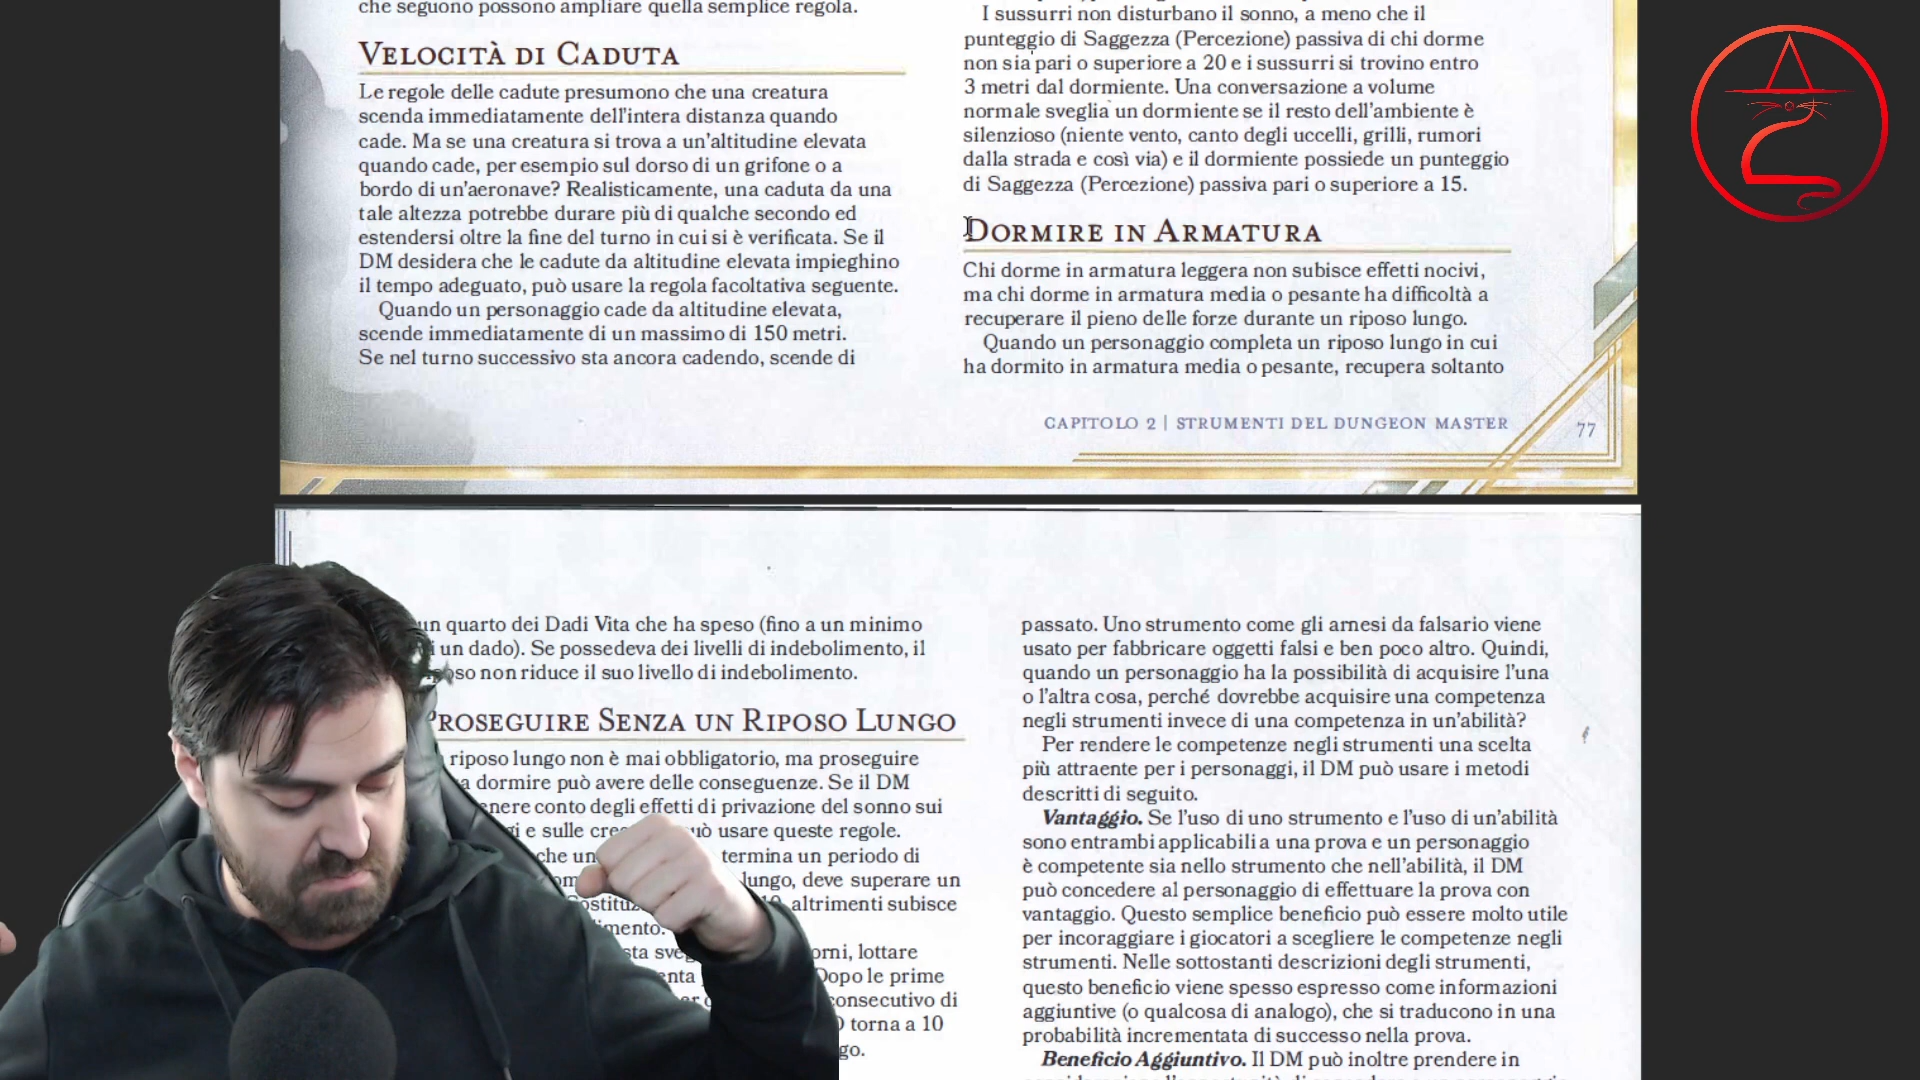 che seguono possono ampliare quella semplice regola.
VELOCITÀ DI CADUTA
Le regole delle cadute presumono che una creatura
scenda immediatamente dell'intera distanza quando
cade. Ma se una creatura si trova a un'altitudine elevata
quando cade, per esempio sul dorso di un grifone o a
bordo di un'aeronave? Realisticamente, una caduta da una
tale altezza potrebbe durare più di qualche secondo ed
estendersi oltre la fine del turno in cui si è verificata. Se il
DM desidera che le cadute da altitudine elevata impieghino
il tempo adeguato, può usare la regola facoltativa seguente.
Quando un personaggio cade da altitudine elevata,
scende immediatamente di un massimo di 150 metri.
Se nel turno successivo sta ancora cadendo, scende di
I sussurri non disturbano il sonno, a meno che il
punteggio di Saggezza (Percezione) passiva di chi dorme
non sia pari o superiore a 20 e i sussurri si trovino entro
3 metri dal dormiente. Una conversazione a volume
normale sveglia un dormiente se il resto dell'ambiente è
silenzioso (niente vento, canto degli uccelli, grilli, rumori
dalla strada e così via) e il dormiente possiede un punteggio
di Saggezza (Percezione) passiva pari o superiore a 15.
DORMIRE IN ARMATURA
Chi dorme in armatura leggera non subisce effetti nocivi,
ma chi dorme in armatura media o pesante ha difficoltà a
recuperare il pieno delle forze durante un riposo lungo.
Quando un personaggio completa un riposo lungo in cui
ha dormito in armatura media o pesante, recupera soltanto
CAPITOLO 2 | STRUMENTI DEL DUNGEON MASTER
77
un quarto dei Dadi Vita che ha speso (fino a un minimo
di un dado). Se possedeva dei livelli di indebolimento, il
riposo non riduce il suo livello di indebolimento.
PROSEGUIRE SENZA UN RIPOSO LUNGO
riposo lungo non è mai obbligatorio, ma proseguire
dormire può avere delle conseguenze. Se il DM
tenere conto degli effetti di privazione del sonno sui
e sulle può usare queste regole.
che un termina un periodo di
lungo, deve superare un
altrimenti subisce
lottare
Dopo le prime
consecutivo di
torna a 10
passato. Uno strumento come gli arnesi da falsario viene
usato per fabbricare oggetti falsi e ben poco altro. Quindi,
quando un personaggio ha la possibilità di acquisire l'una
o l'altra cosa, perché dovrebbe acquisire una competenza
negli strumenti invece di una competenza in un'abilità?
Per rendere le competenze negli strumenti una scelta
più attraente per i personaggi, il DM può usare i metodi
descritti di seguito.
Vantaggio. Se l'uso di uno strumento e l'uso di un'abilità
sono entrambi applicabili a una prova e un personaggio
è competente sia nello strumento che nell'abilità, il DM
può concedere al personaggio di effettuare la prova con
vantaggio. Questo semplice beneficio può essere molto utile
per incoraggiare i giocatori a scegliere le competenze negli
strumenti. Nelle sottostanti descrizioni degli strumenti,
questo beneficio viene spesso espresso come informazioni
aggiuntive (o qualcosa di analogo), che si traducono in una
probabilità incrementata di successo nella prova.
Beneficio Aggiuntivo. Il DM può inoltre prendere in